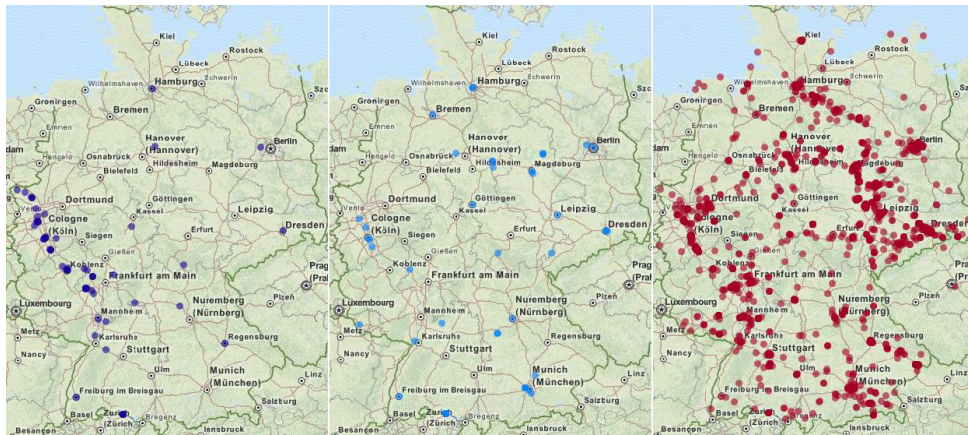 Kiel
Rostock
Lübeck
Wilhelmshaven
Hamburg
Schwerin
Groningen
Bremen
Emmen
Hanover
(Hannover)
Berlin
Hengelo
Osnabrück
Hildesheim
Magdeburg
Bielefeld
Dortmund
Göttingen
Kassel
Leipzig
Cologne
(Köln)
Siegen
Erfurt
Dresden
Gießen
Koblenz
Frankfurt am Main
Luxembourg
Plzeň
Nuremberg
(Nürnberg)
Mannheim
Metz
Karlsruhe
Regensburg
Nancy
Stuttgart
Ulm
Munich
(München)
Linz
Freiburg im Breisgau
Salzburg
Basel
(Zürich)
Bregenz
Besançon
Innsbruck
Kiel
Rostock
Lübeck
Wilhelmshaven
Hamburg
Schwerin
Groningen
Bremen
Emmen
Hanover
(Hannover)
Berlin
Hengelo
Osnabrück
Hildesheim
Magdeburg
Bielefeld
Dortmund
Göttingen
Kassel
Leipzig
Cologne
(Köln)
Siegen
Erfurt
Dresden
Gießen
Koblenz
Frankfurt am Main
Luxembourg
Plzeň
Nuremberg
(Nürnberg)
Mannheim
Metz
Karlsruhe
Regensburg
Nancy
Stuttgart
Ulm
Munich
(München)
Linz
Freiburg im Breisgau
Salzburg
Basel
(Zürich)
Bregenz
Besançon
Innsbruck
Kiel
Rostock
Lübeck
Hamburg
Schwerin
Groningen
Bremen
Emmen
Hanover
(Hannover)
Berlin
Hengelo
Osnabrück
Hildesheim
Magdeburg
Bielefeld
Dortmund
Göttingen
Kassel
Leipzig
Cologne
(Köln)
Siegen
Erfurt
Dresden
Koblenz
Frankfurt am Main
Luxembourg
Plzeň
Nuremberg
(Nürnberg)
Mannheim
Metz
Karlsruhe
Regensburg
Nancy
Stuttgart
Ulm
Munich
(München)
Linz
Freiburg im Breisgau
Salzburg
Basel
(Zürich)
Bregenz
Besançon
Innsbruck